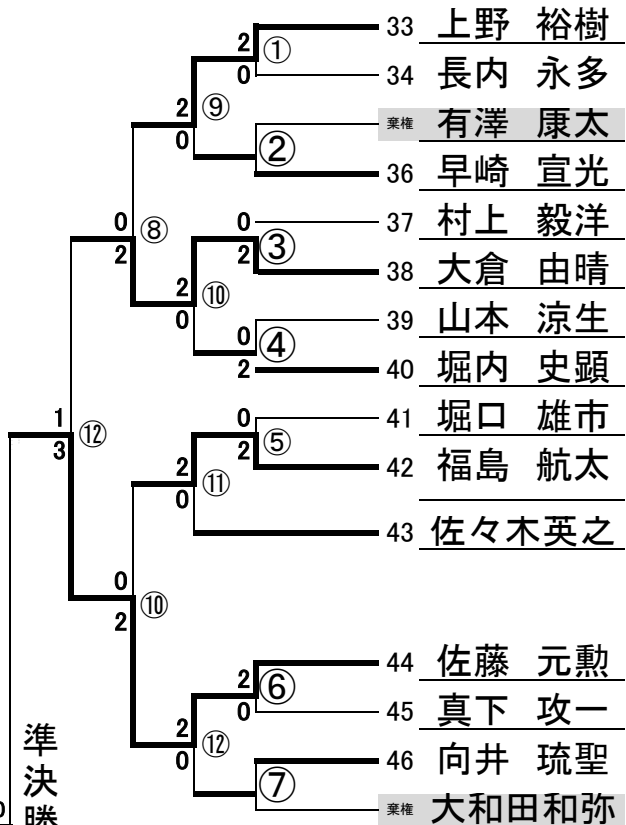 33 上野 裕樹
2 ①
0 34 長内 永多
2 ⑨
0
棄権 有澤 康太
②
36 早崎 宣光
0 ⑧
2
0 37 村上 毅洋
③
2 38 大倉 由晴
2 ⑩
0
39 山本 涼生
0 ④
2 40 堀内 史顕
1 ⑫
3
0 41 堀口 雄市
2 ⑤
42 福島 航太
2 ⑪
0
43 佐々木英之
0 ⑩
2
44 佐藤 元勲
2 ⑥
0 45 真下 攻一
2 ⑫
0
46 向井 琉聖
⑦
棄権 大和田和弥
準決勝
0